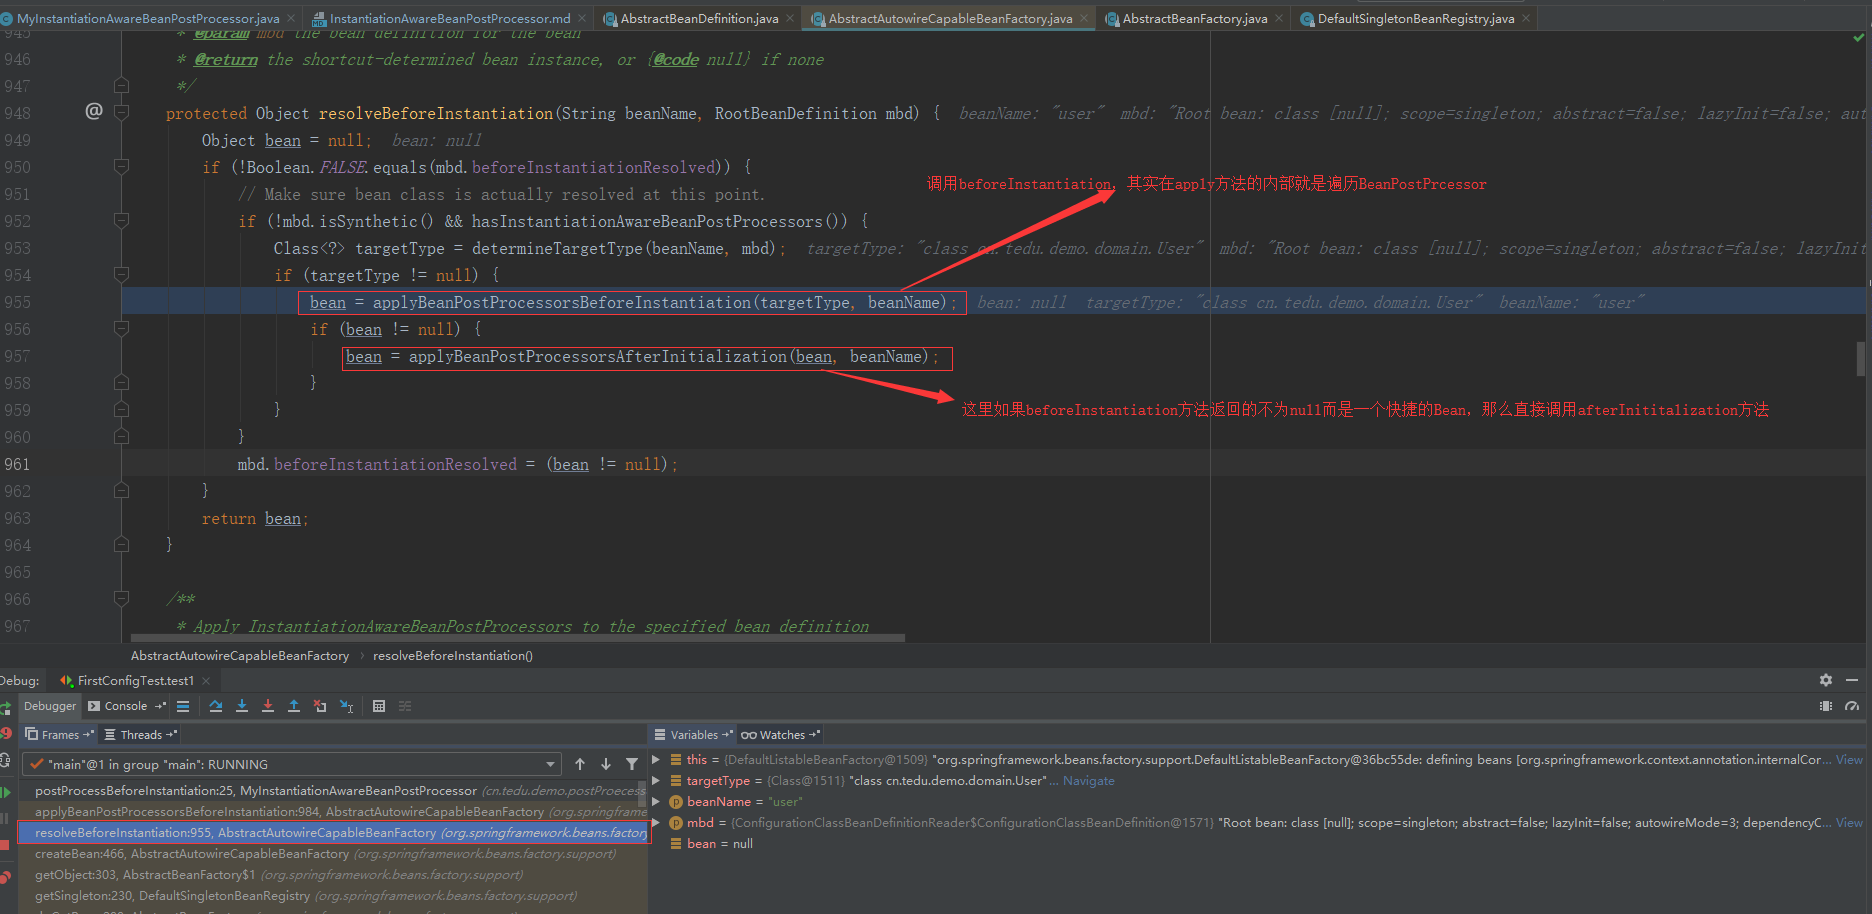 MyInstantiationAwareBeanPostProcessor.java
InstantiationAwareBeanPostProcessor.md
AbstractBeanDefinition.java
AbstractAutowireCapableBeanFactory.java
AbstractBeanFactory.java
DefaultSingletonBeanRegistry.java
945 * @param mbd the bean definition for the bean
946 * @return the shortcut-determined bean instance, or {@code null} if none
947 */
948 @ protected Object resolveBeforeInstantiation(String beanName, RootBeanDefinition mbd) { beanName: "user" mbd: "Root bean: class [null]; scope=singleton; abstract=false; lazyInit=false; aut
949 Object bean = null; bean: null
950 if (!Boolean.FALSE.equals(mbd.beforeInstantiationResolved)) {
951 // Make sure bean class is actually resolved at this point.
调用beforeInstantiation, 其实在apply方法的内部就是遍历BeanPostPrcessor
952 if (!mbd.isSynthetic() && hasInstantiationAwareBeanPostProcessors()) {
953 Class<?> targetType = determineTargetType(beanName, mbd); targetType: "class cn.tedu.demo.domain.User" mbd: "Root bean: class [null]; scope=singleton; abstract=false; lazyInit
954 if (targetType != null) {
955 bean = applyBeanPostProcessorsBeforeInstantiation(targetType, beanName); bean: null targetType: "class cn.tedu.demo.domain.User" beanName: "user"
956 if (bean != null) {
957 bean = applyBeanPostProcessorsAfterInitialization(bean, beanName);
958 }
959 }
这里如果beforeInstantiation方法返回的不为null而是一个快捷的Bean, 那么直接调用afterInititalization方法
960 }
961 mbd.beforeInstantiationResolved = (bean != null);
962 }
963 return bean;
964 }
965
966 /**
967 * Apply InstantiationAwareBeanPostProcessors to the specified bean definition
AbstractAutowireCapableBeanFactory › resolveBeforeInstantiation()
Debug: FirstConfigTest.test1
Debugger Console
Frames Threads Variables Watches
"main"@1 in group "main": RUNNING
postProcessBeforeInstantiation:25, MyInstantiationAwareBeanPostProcessor (cn.tedu.demo.postProecess
applyBeanPostProcessorsBeforeInstantiation:984, AbstractAutowireCapableBeanFactory (org.springframe
resolveBeforeInstantiation:955, AbstractAutowireCapableBeanFactory (org.springframework.beans.factory
createBean:466, AbstractAutowireCapableBeanFactory (org.springframework.beans.factory.support)
getObject:303, AbstractBeanFactory$1 (org.springframework.beans.factory.support)
getSingleton:230, DefaultSingletonBeanRegistry (org.springframework.beans.factory.support)
this = {DefaultListableBeanFactory@1509} "org.springframework.beans.factory.support.DefaultListableBeanFactory@36bc55de: defining beans [org.springframework.context.annotation.internalCor... View
targetType = {Class@1511} "class cn.tedu.demo.domain.User"... Navigate
beanName = "user"
mbd = {ConfigurationClassBeanDefinitionReader$ConfigurationClassBeanDefinition@1571} "Root bean: class [null]; scope=singleton; abstract=false; lazyInit=false; autowireMode=3; dependencyC... View
bean = null